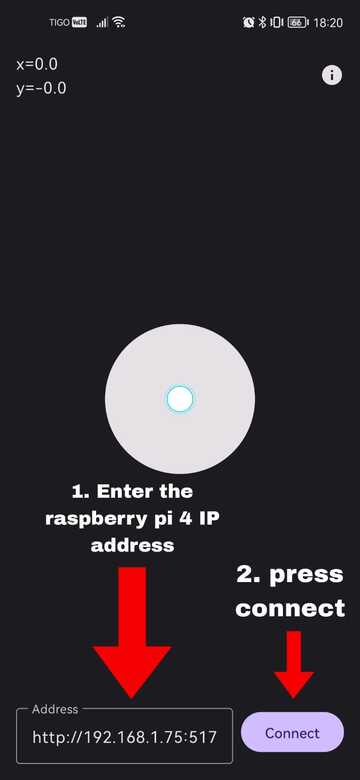 TIGO VoLTE 66 18:20
x=0.0
y=-0.0
i
1. Enter the
raspberry pi 4 IP
address
2. press
connect
Address
http://192.168.1.75:517
Connect